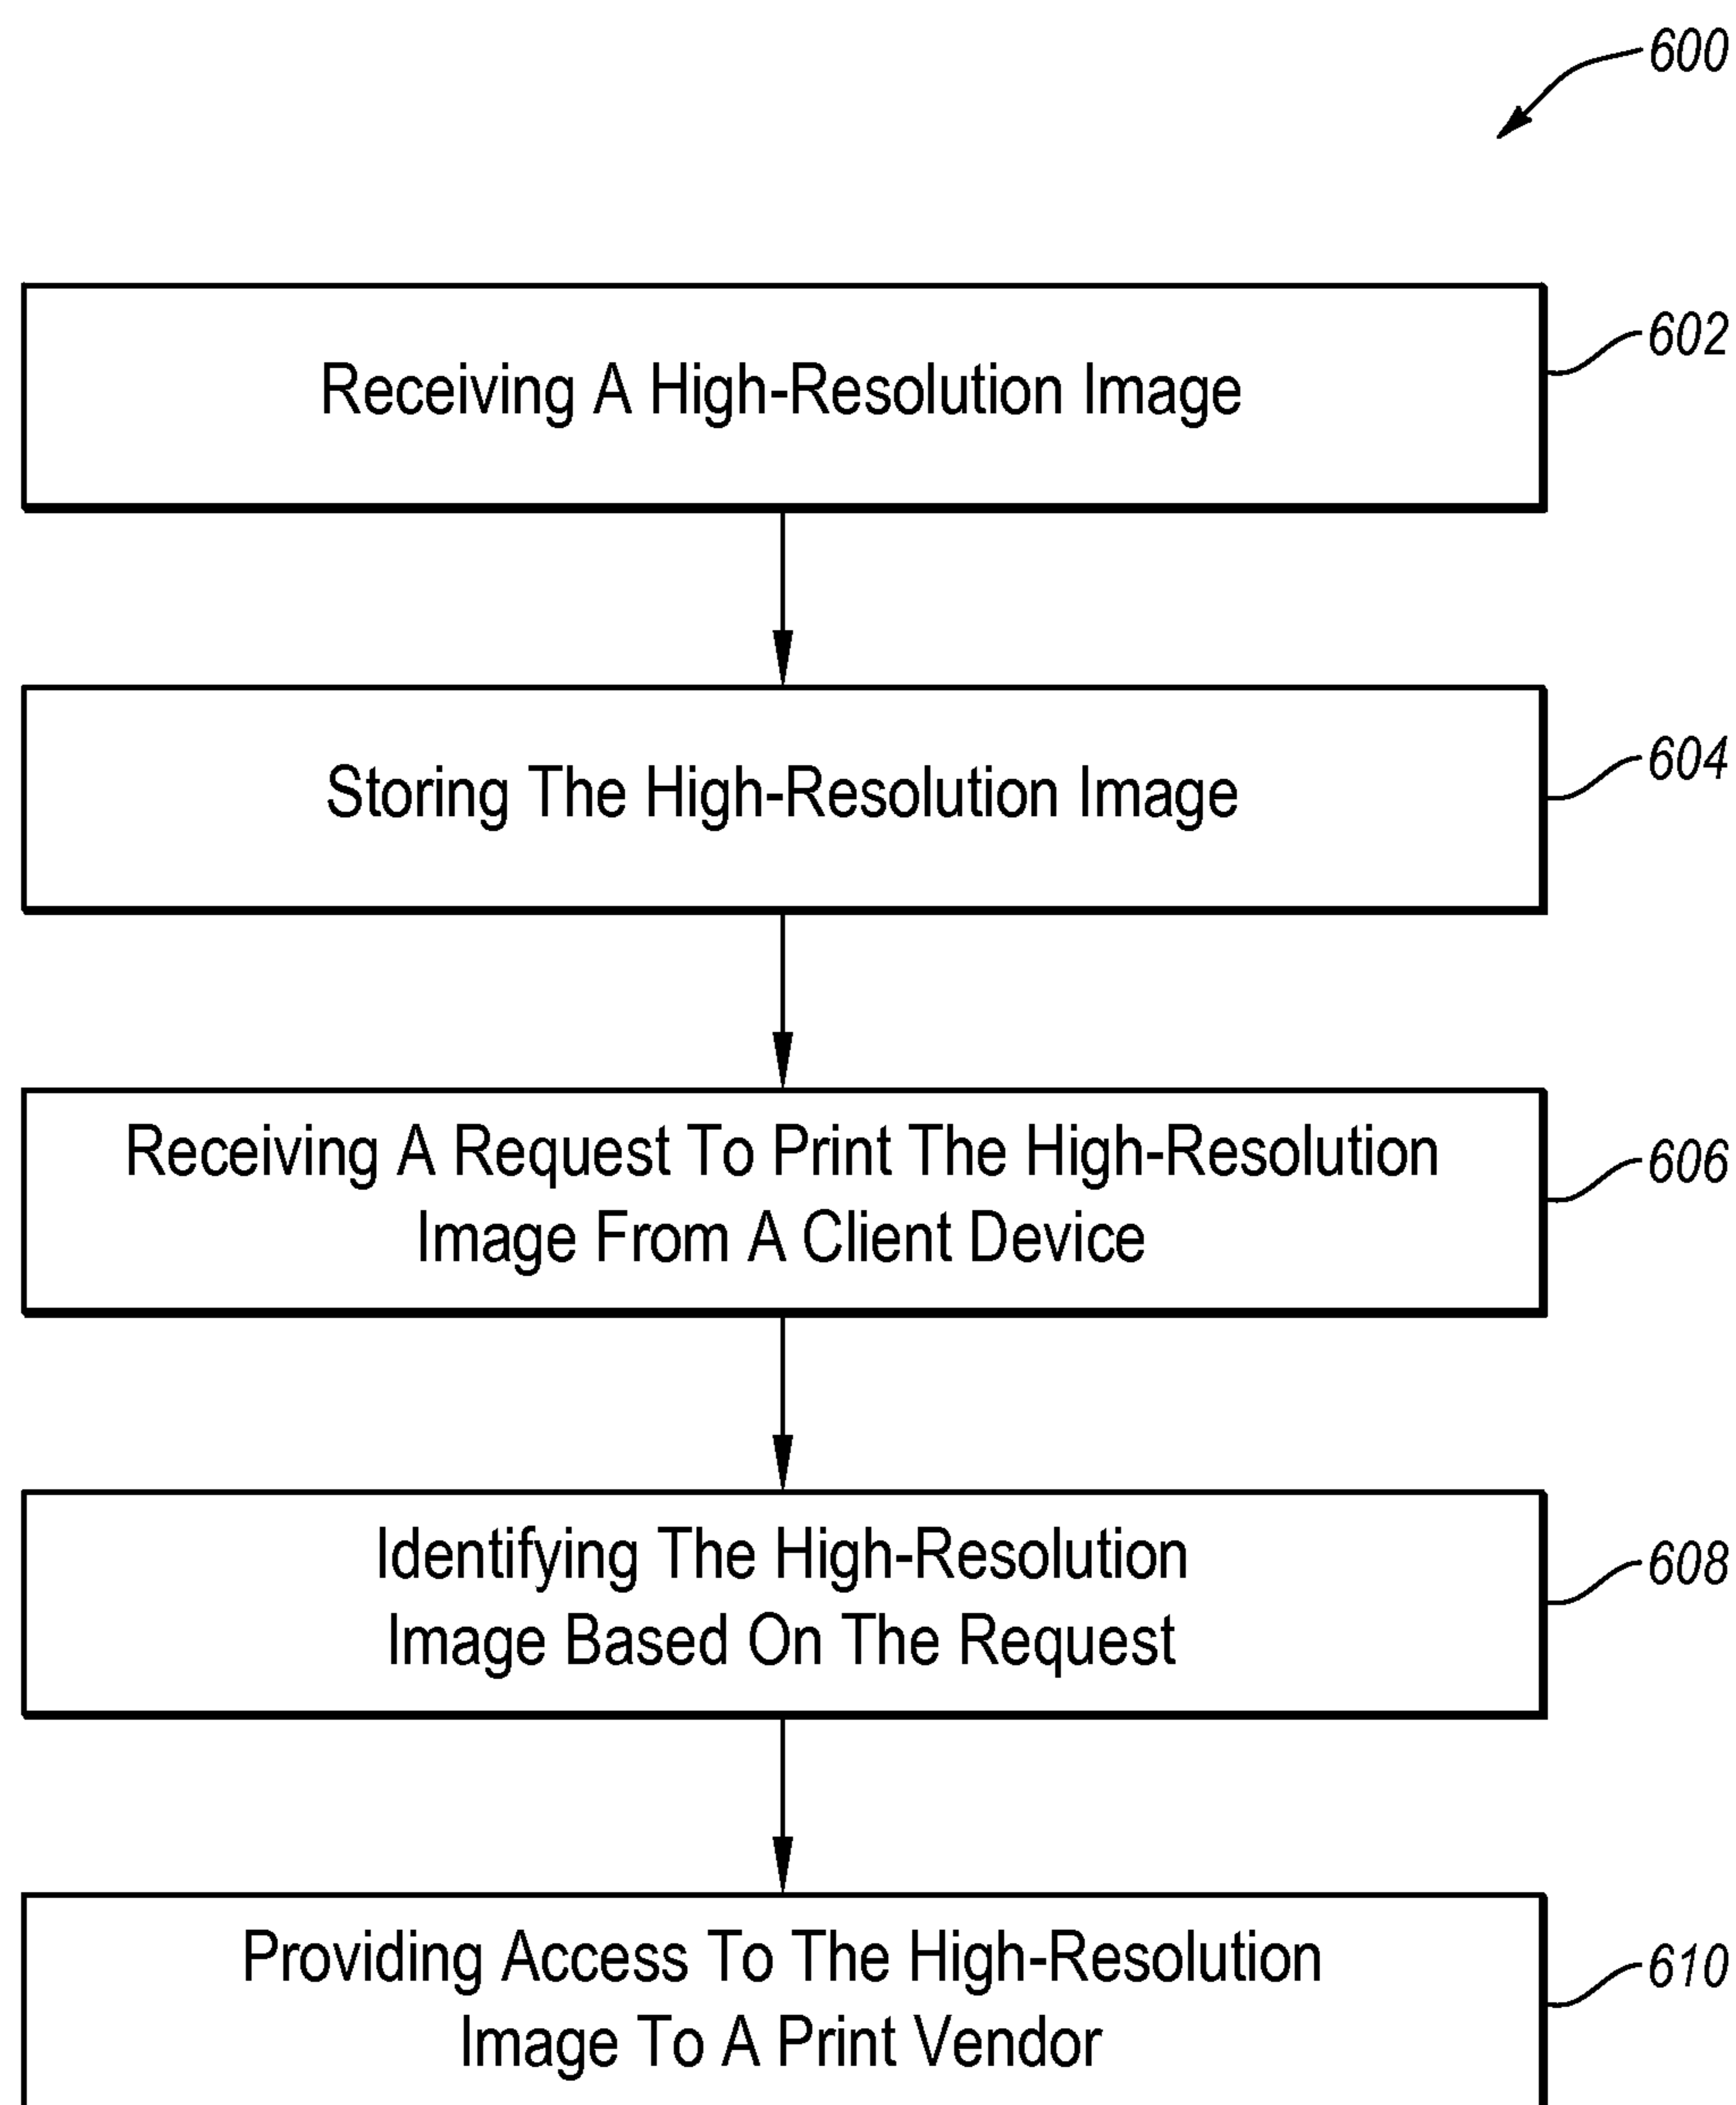 600
Receiving A High-Resolution Image
602
Storing The High-Resolution Image
604
Receiving A Request To Print The High-Resolution
Image From A Client Device
606
Identifying The High-Resolution
Image Based On The Request
608
Providing Access To The High-Resolution
Image To A Print Vendor
610